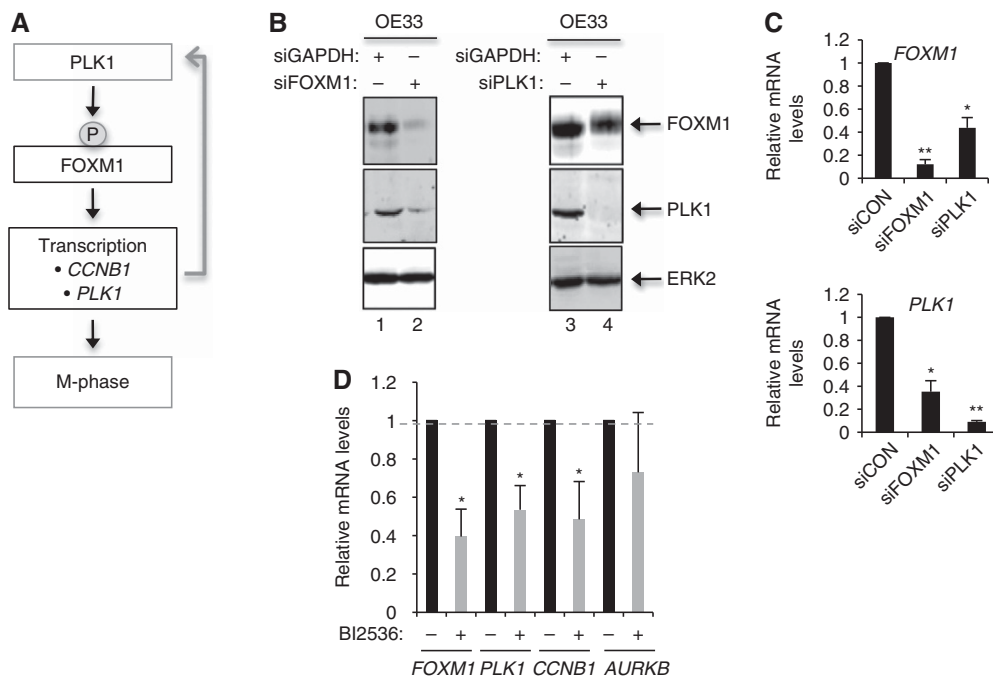 A
PLK1
P
FOXM1
Transcription
• CCNB1
• PLK1
M-phase
B
OE33 OE33
siGAPDH: + – siGAPDH: + –
siFOXM1: – + siPLK1: – +
FOXM1
PLK1
ERK2
1 2 3 4
C
FOXM1
Relative mRNA
levels
1.2
1
0.8
0.6
0.4
0.2
0
**
*
siCON siFOXM1 siPLK1
PLK1
Relative mRNA
levels
1.2
1
0.8
0.6
0.4
0.2
0
*
**
siCON siFOXM1 siPLK1
D
Relative mRNA levels
1.2
1
0.8
0.6
0.4
0.2
0
* * *
BI2536: – + – + – + – +
FOXM1 PLK1 CCNB1 AURKB